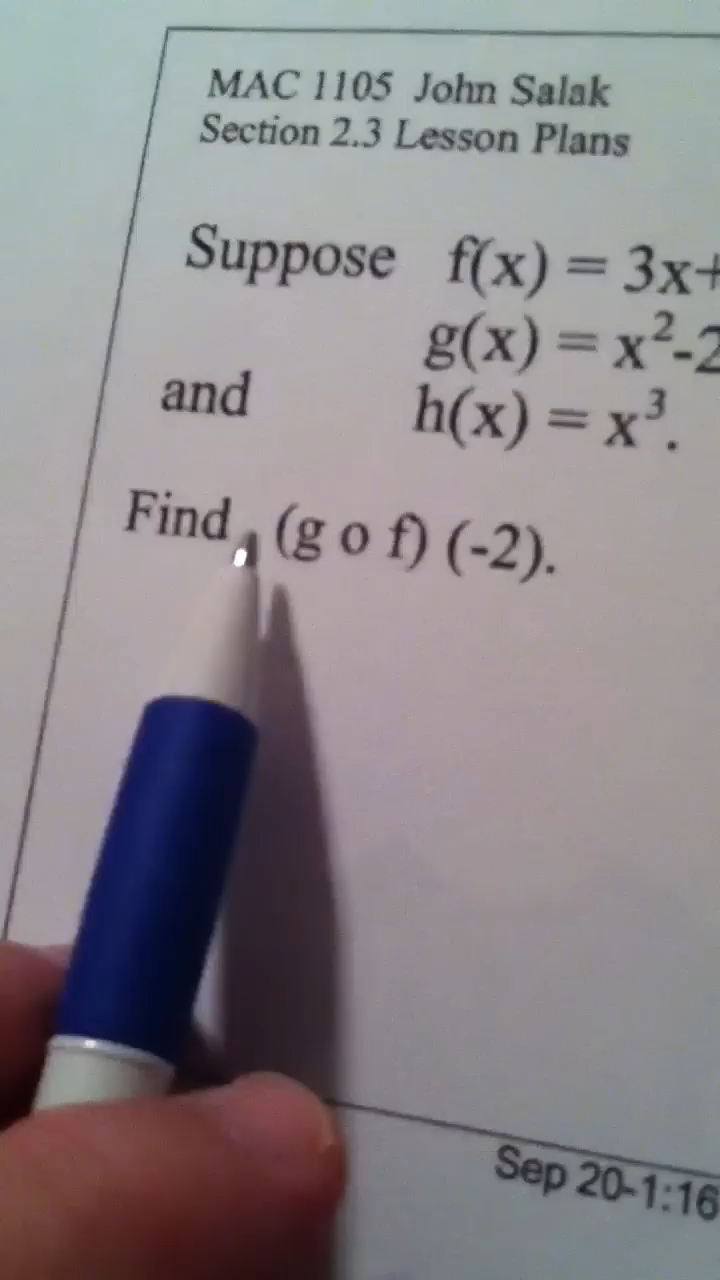 MAC 1105 John Salak
Section 2.3 Lesson Plans
Suppose f(x) = 3x+
g(x) = x²-2
and h(x) = x³.
Find (g o f) (-2).
Sep 20-1:16